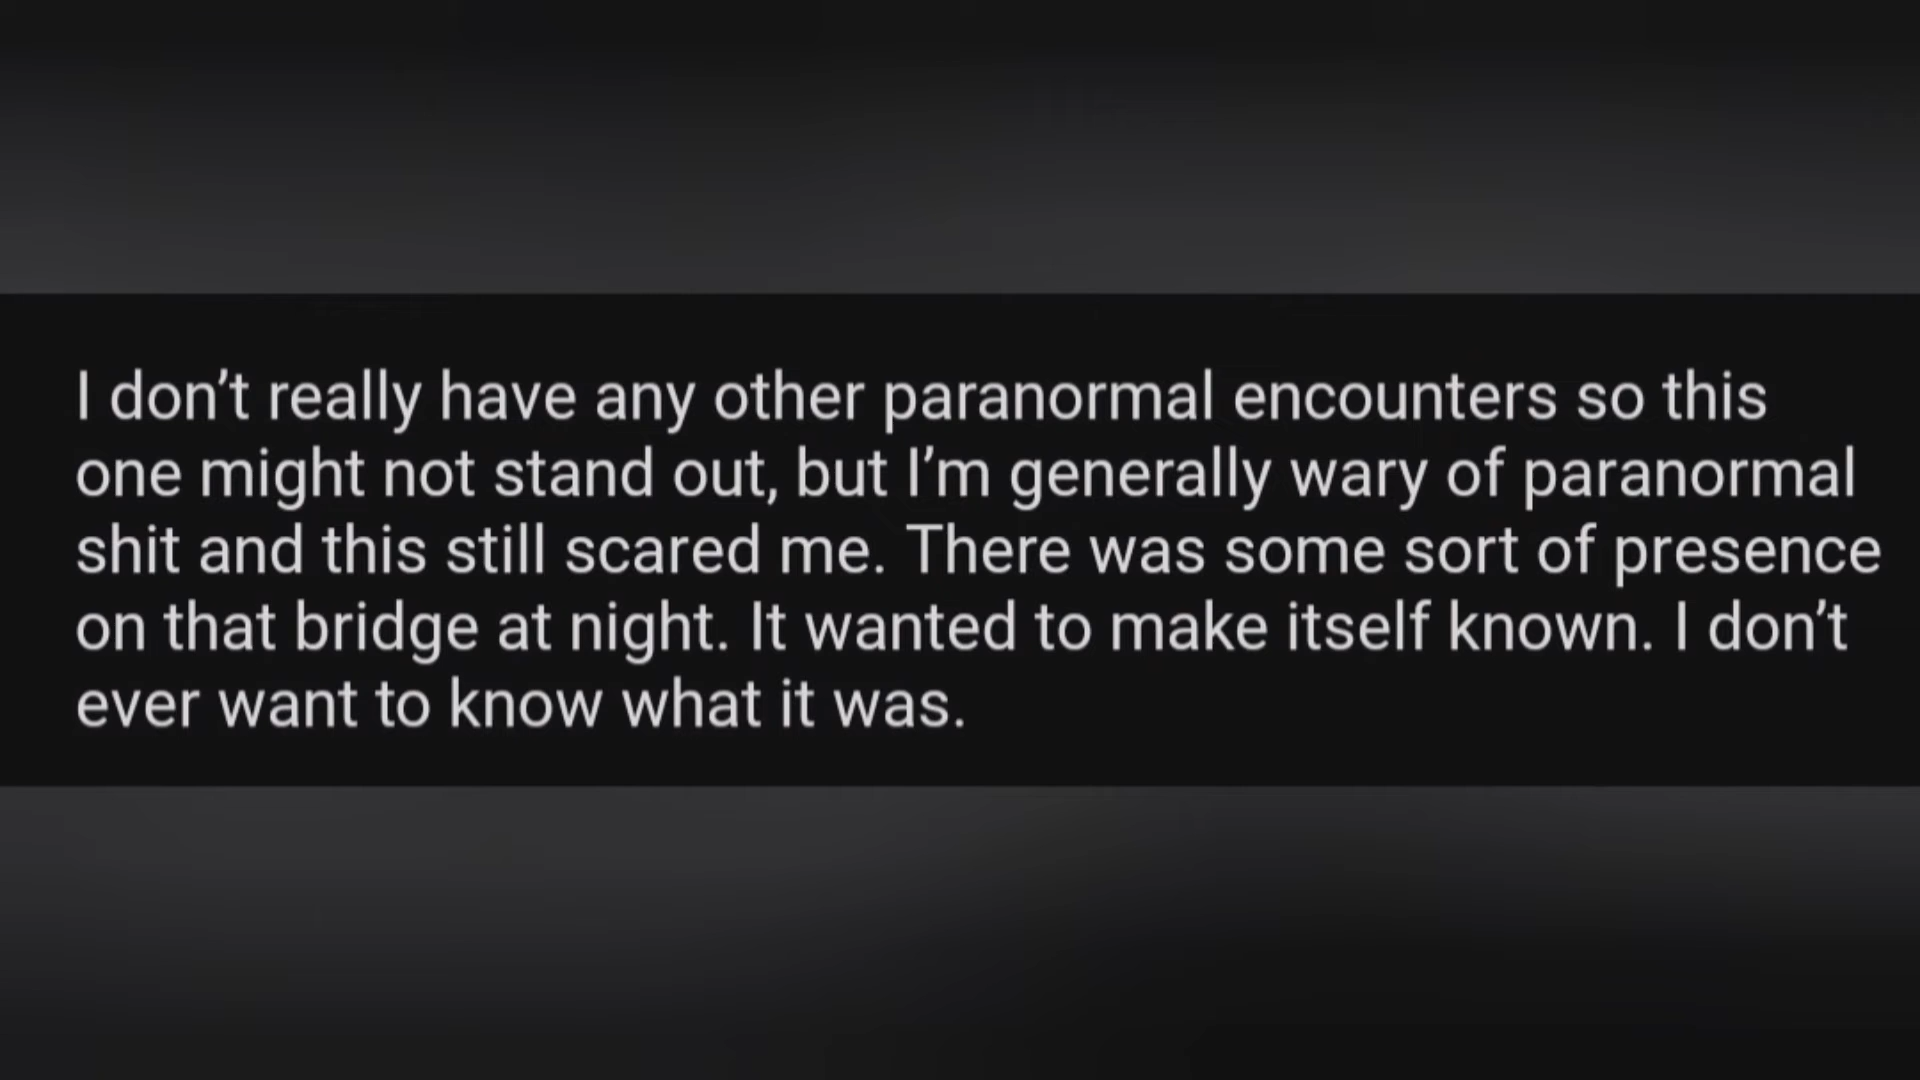 I don’t really have any other paranormal encounters so this
one might not stand out, but I’m generally wary of paranormal
shit and this still scared me. There was some sort of presence
on that bridge at night. It wanted to make itself known. I don’t
ever want to know what it was.